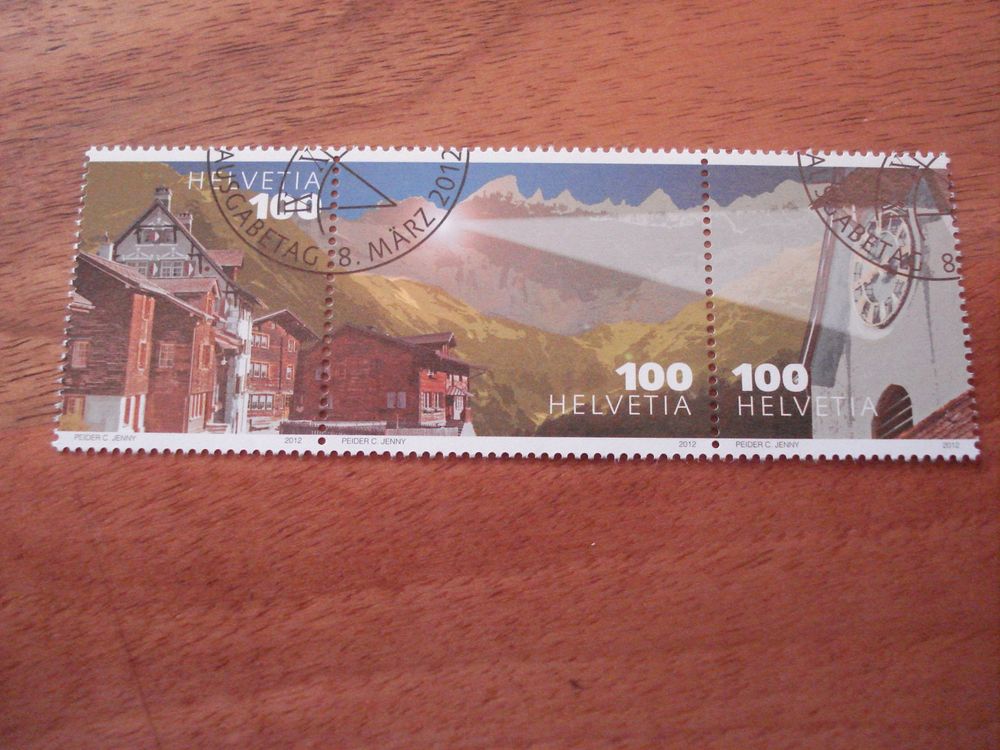 HELVETIA
100
AUSGABETAG 8. MÄRZ 2012
100
HELVETIA
100
HELVETIA
SABETAG 8
PEIDER C. JENNY 2012
PEIDER C. JENNY 2012
PEIDER C. JENNY 2012